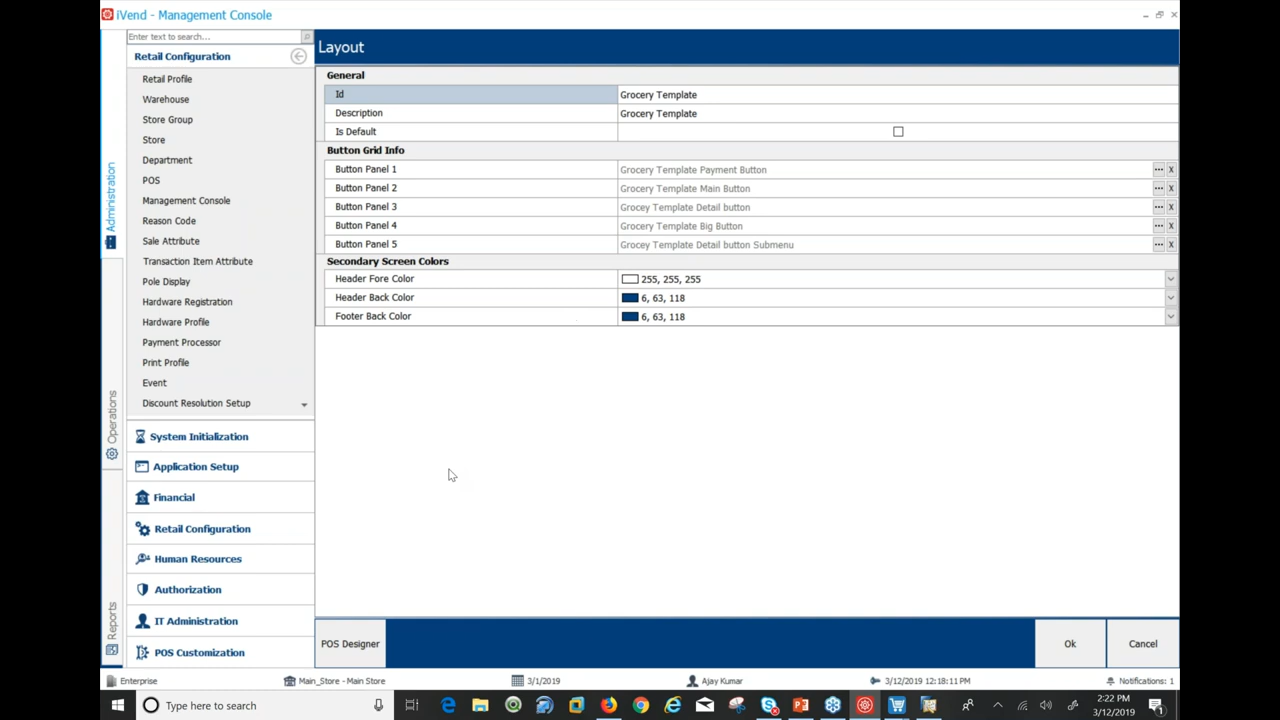 iVend - Management Console
Enter text to search...
Retail Configuration
Retail Profile
Warehouse
Store Group
Store
Department
POS
Management Console
Reason Code
Sale Attribute
Transaction Item Attribute
Pole Display
Hardware Registration
Hardware Profile
Payment Processor
Print Profile
Event
Discount Resolution Setup
System Initialization
Application Setup
Financial
Retail Configuration
Human Resources
Authorization
IT Administration
POS Customization
Administration
Operations
Reports
Layout
General
Id Grocery Template
Description Grocery Template
Is Default
Button Grid Info
Button Panel 1 Grocery Template Payment Button ... X
Button Panel 2 Grocery Template Main Button ... X
Button Panel 3 Grocey Template Detail button ... X
Button Panel 4 Grocery Template Big Button ... X
Button Panel 5 Grocey Template Detail button Submenu ... X
Secondary Screen Colors
Header Fore Color 255, 255, 255
Header Back Color 6, 63, 118
Footer Back Color 6, 63, 118
POS Designer
Ok
Cancel
Enterprise
Main_Store - Main Store
3/1/2019
Ajay Kumar
3/12/2019 12:18:11 PM
Notifications: 1
Type here to search
2:22 PM
3/12/2019
1